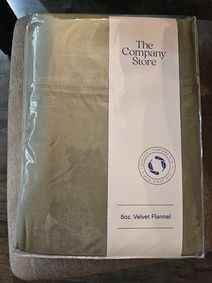 The
Company
Store
5oz. Velvet Flannel